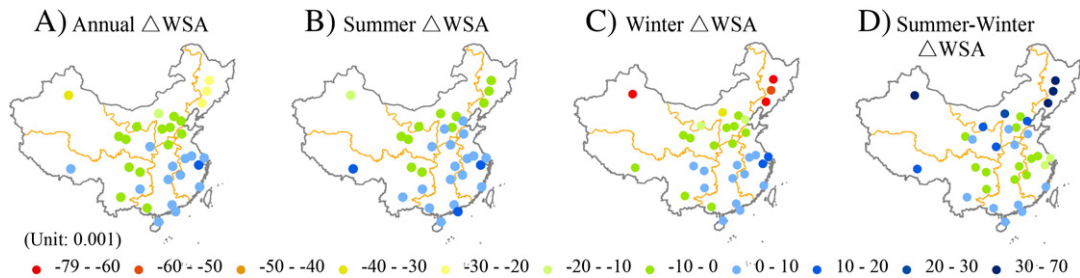 A) Annual △WSA
B) Summer △WSA
C) Winter △WSA
D) Summer-Winter
△WSA
(Unit: 0.001)
-79 - -60 -60 - -50 -50 - -40 -40 - -30 -30 - -20 -20 - -10 -10 - 0 0 - 10 10 - 20 20 - 30 30 - 70